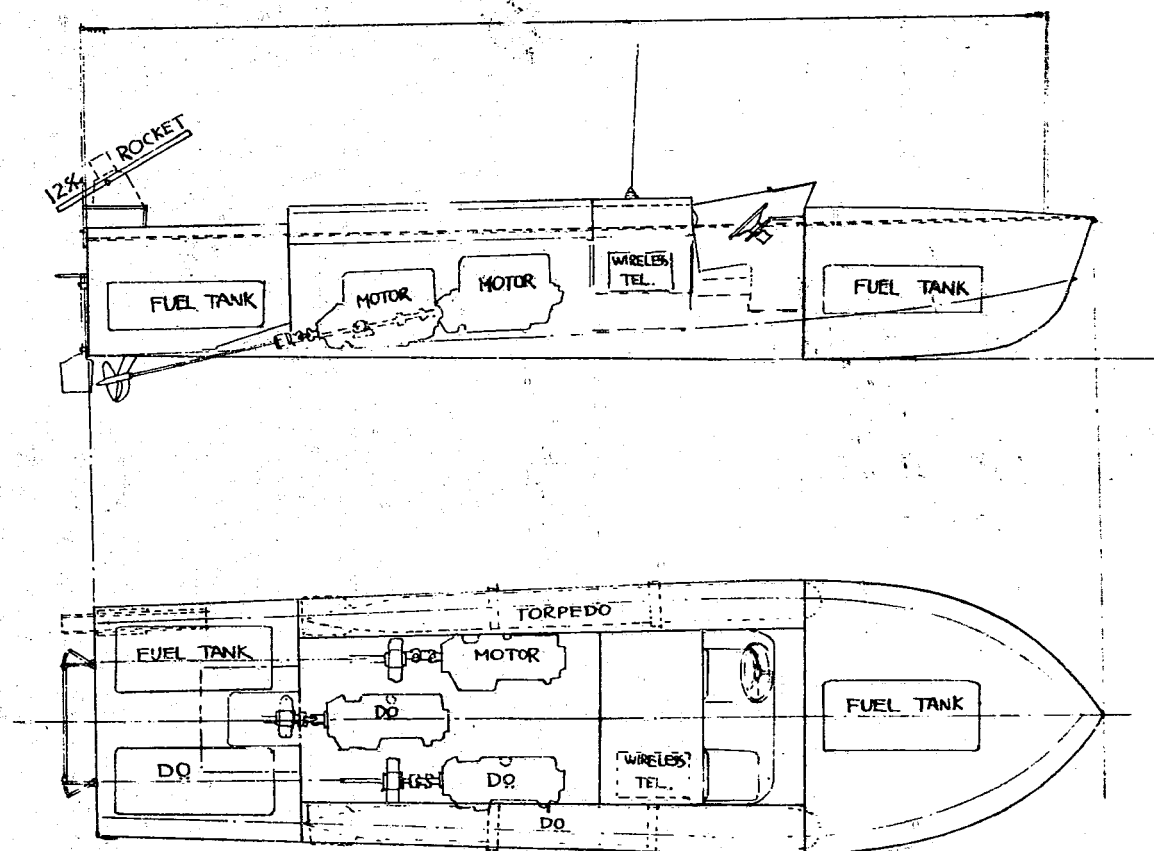 ROCKET
WIRELESS
TEL.
FUEL TANK
MOTOR
MOTOR
FUEL TANK
TORPEDO
FUEL TANK
MOTOR
DO
FUEL TANK
DO
DO
WIRELESS
TEL.
DO